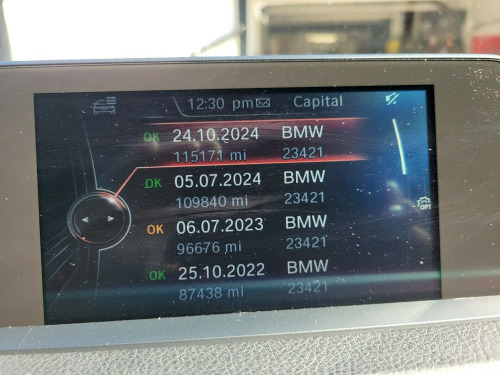 12:30 pm Capital
OK 24.10.2024 BMW
115171 mi 23421
OK 05.07.2024 BMW
109840 mi 23421
OK 06.07.2023 BMW
96676 mi 23421
OK 25.10.2022 BMW
87438 mi 23421
OPT